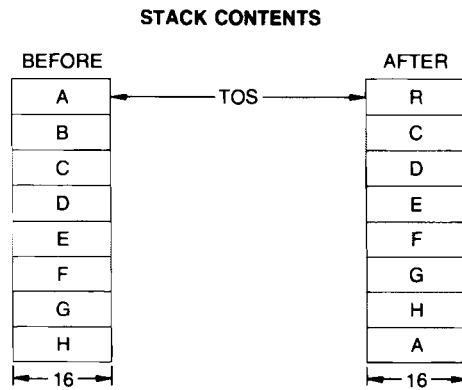 STACK CONTENTS
BEFORE AFTER
A TOS R
B C
C D
D E
E F
F G
G H
H A
16 16